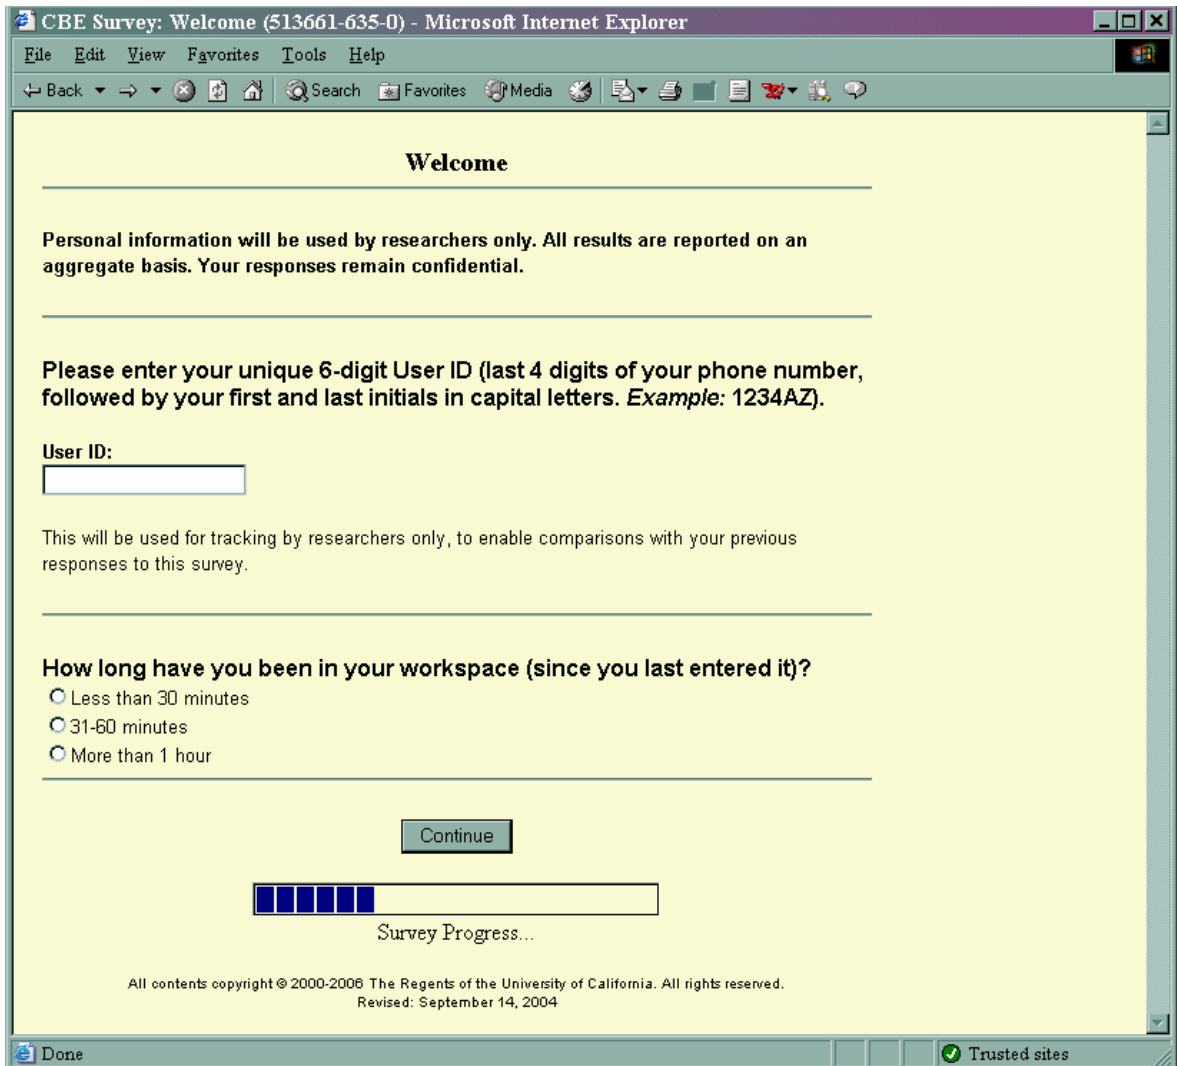 CBE Survey: Welcome (513661-635-0) - Microsoft Internet Explorer
File Edit View Favorites Tools Help
Back Search Favorites Media
Welcome
Personal information will be used by researchers only. All results are reported on an
aggregate basis. Your responses remain confidential.
Please enter your unique 6-digit User ID (last 4 digits of your phone number,
followed by your first and last initials in capital letters. Example: 1234AZ).
User ID:
This will be used for tracking by researchers only, to enable comparisons with your previous
responses to this survey.
How long have you been in your workspace (since you last entered it)?
Less than 30 minutes
31-60 minutes
More than 1 hour
Continue
Survey Progress...
All contents copyright © 2000-2006 The Regents of the University of California. All rights reserved.
Revised: September 14, 2004
Done Trusted sites